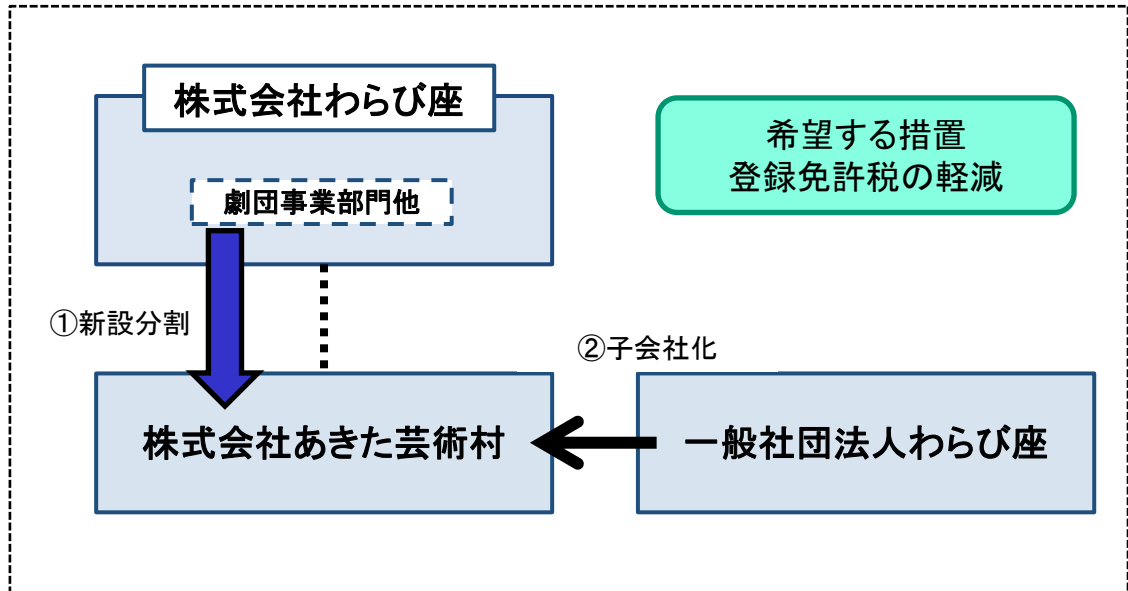 株式会社わらび座
劇団事業部門他
希望する措置
登録免許税の軽減
①新設分割
②子会社化
株式会社あきた芸術村
一般社団法人わらび座